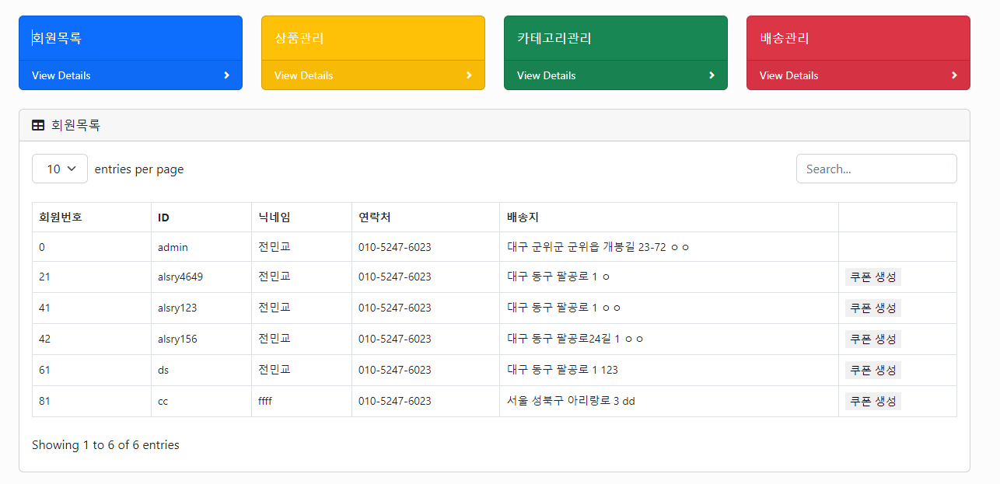 회원목록 상품관리 카테고리관리 배송관리
View Details View Details View Details View Details
회원목록
10 entries per page Search...
회원번호 ID 닉네임 연락처 배송지
0 admin 전민교 010-5247-6023 대구 군위군 군위읍 개봉길 23-72 ㅇㅇ
21 alsry4649 전민교 010-5247-6023 대구 동구 팔공로 1 ㅇ 쿠폰 생성
41 alsry123 전민교 010-5247-6023 대구 동구 팔공로 1 ㅇㅇ 쿠폰 생성
42 alsry156 전민교 010-5247-6023 대구 동구 팔공로24길 1 ㅇㅇ 쿠폰 생성
61 ds 전민교 010-5247-6023 대구 동구 팔공로 1 123 쿠폰 생성
81 cc ffff 010-5247-6023 서울 성북구 아리랑로 3 dd 쿠폰 생성
Showing 1 to 6 of 6 entries